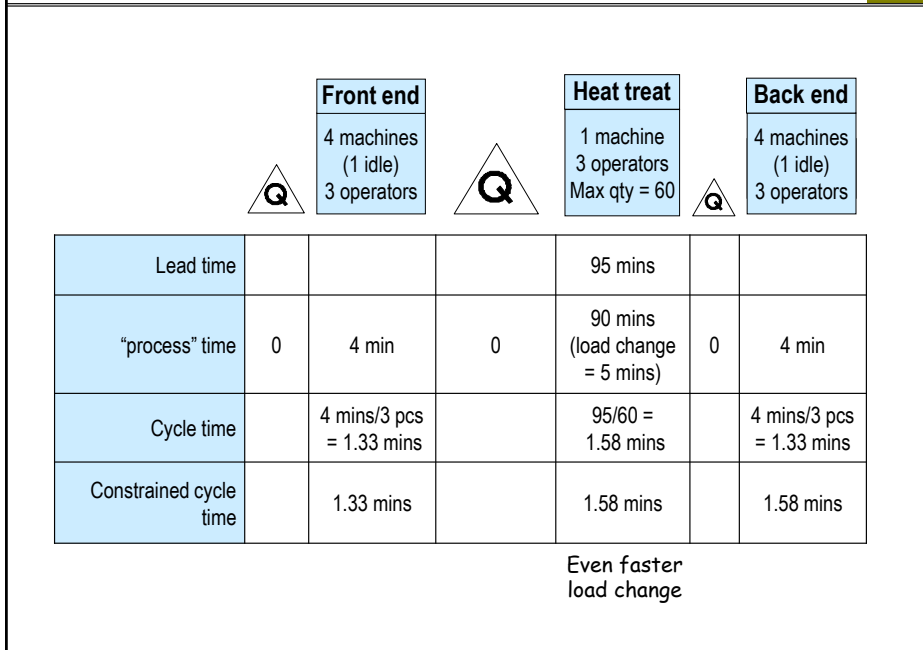 Front end
4 machines
(1 idle)
3 operators
Heat treat
1 machine
3 operators
Max qty = 60
Back end
4 machines
(1 idle)
3 operators
Q
Q
Q
Lead time
95 mins
“process” time
0
4 min
0
90 mins
(load change
= 5 mins)
0
4 min
Cycle time
4 mins/3 pcs
= 1.33 mins
95/60 =
1.58 mins
4 mins/3 pcs
= 1.33 mins
Constrained cycle
time
1.33 mins
1.58 mins
1.58 mins
Even faster
load change